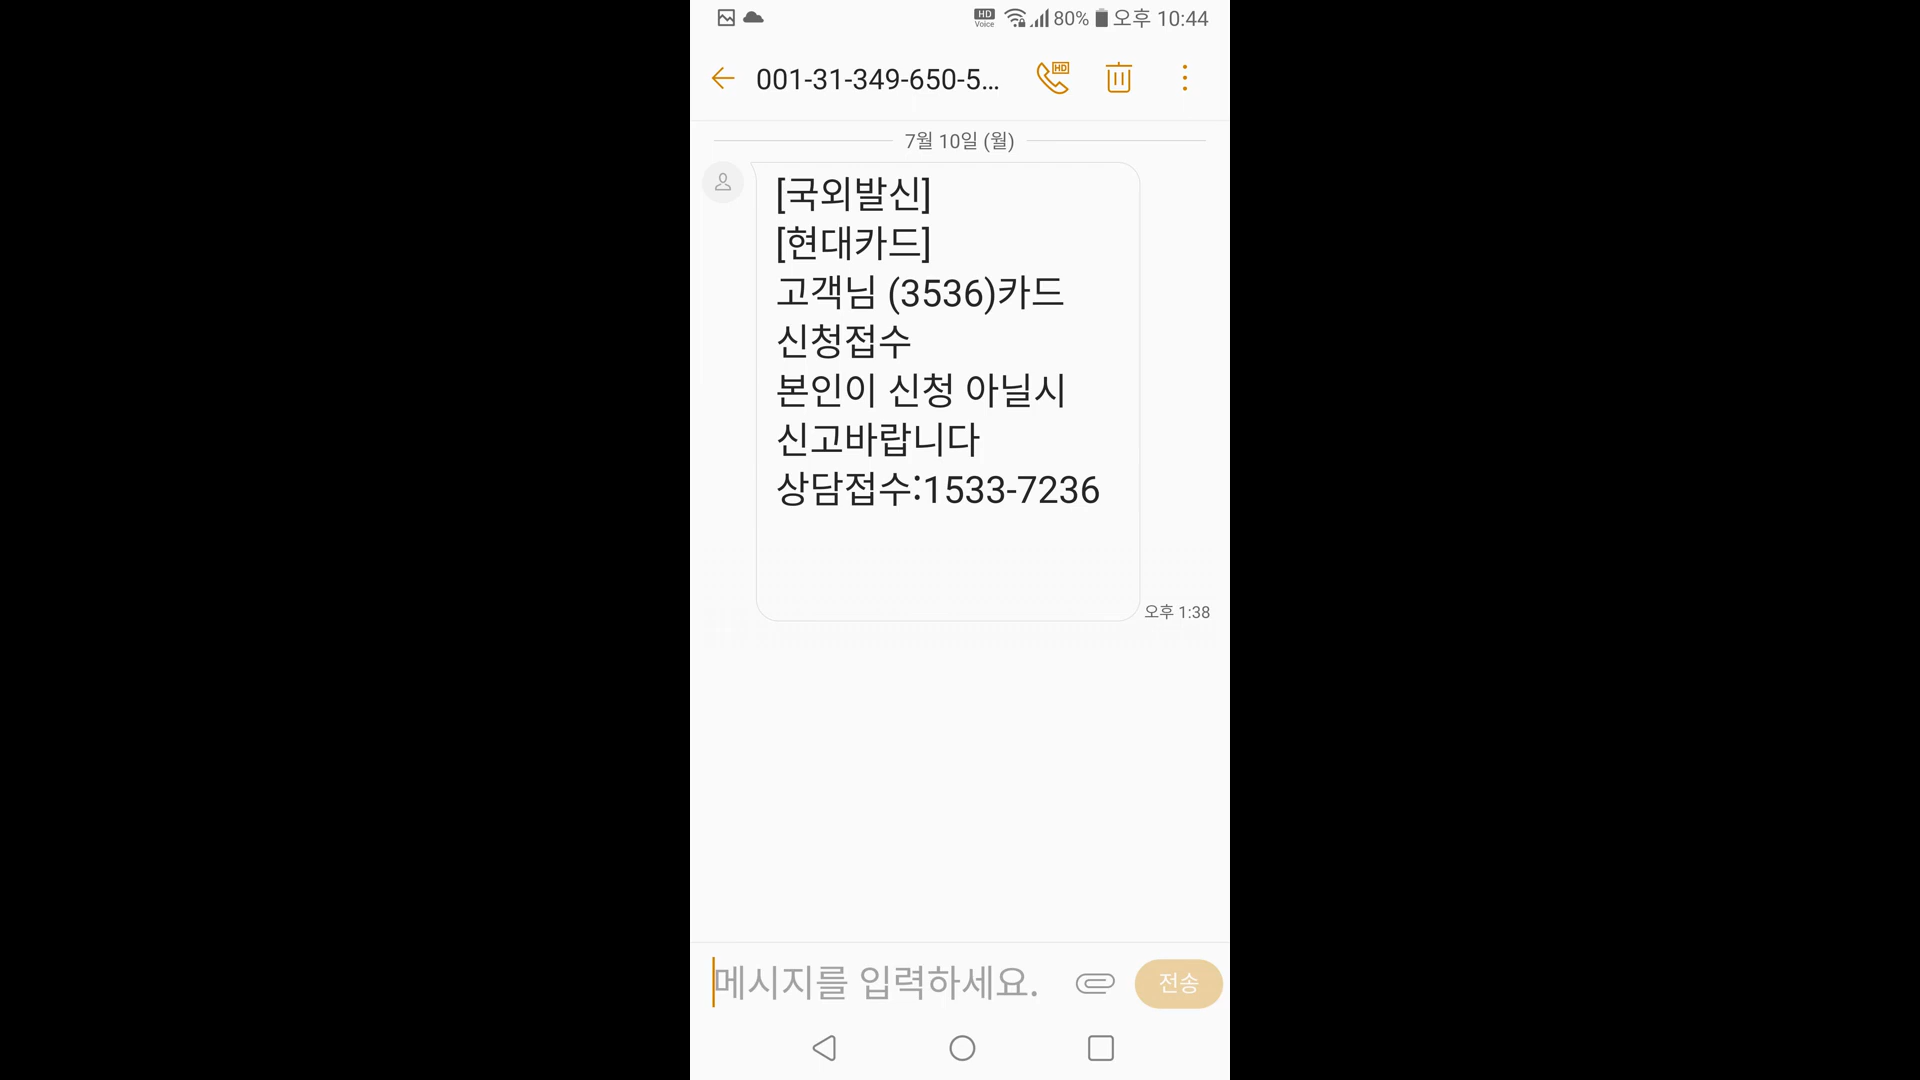 HD Voice 80% 오후 10:44
001-31-349-650-5...
HD
7월 10일 (월)
[국외발신]
[현대카드]
고객님 (3536)카드
신청접수
본인이 신청 아닐시
신고바랍니다
상담접수:1533-7236
오후 1:38
메시지를 입력하세요.
전송